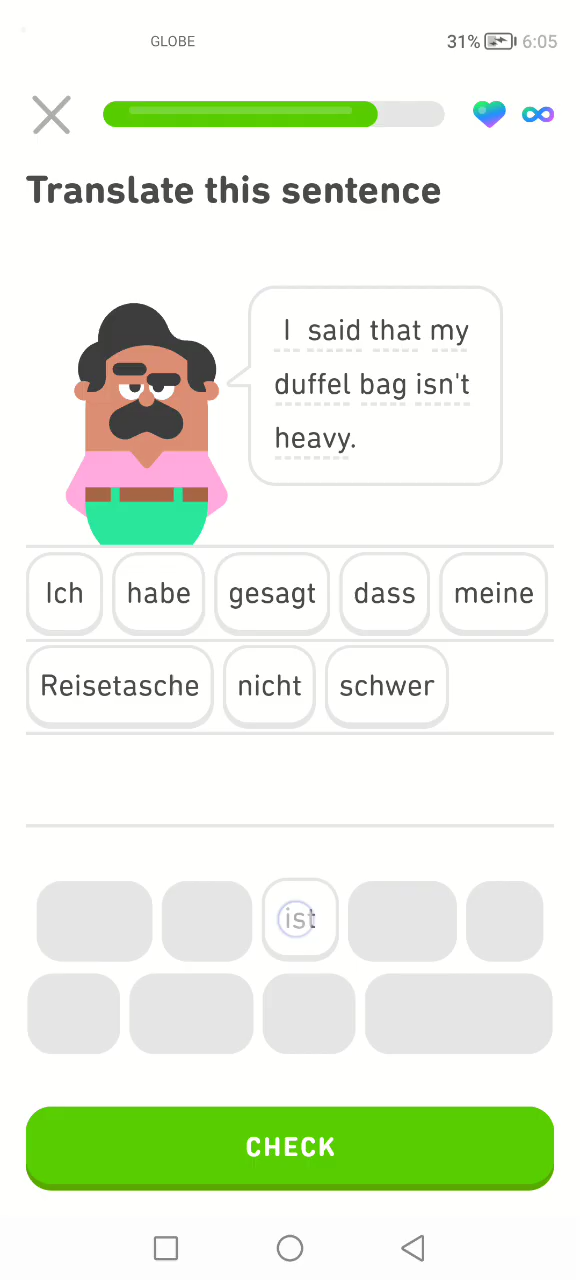 GLOBE 31% 6:05
Translate this sentence
I said that my
duffel bag isn't
heavy.
Ich habe gesagt dass meine
Reisetasche nicht schwer
ist
CHECK